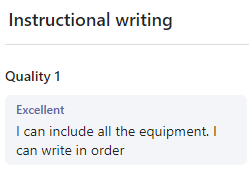 Instructional writing
Quality 1
Excellent
I can include all the equipment. I
can write in order